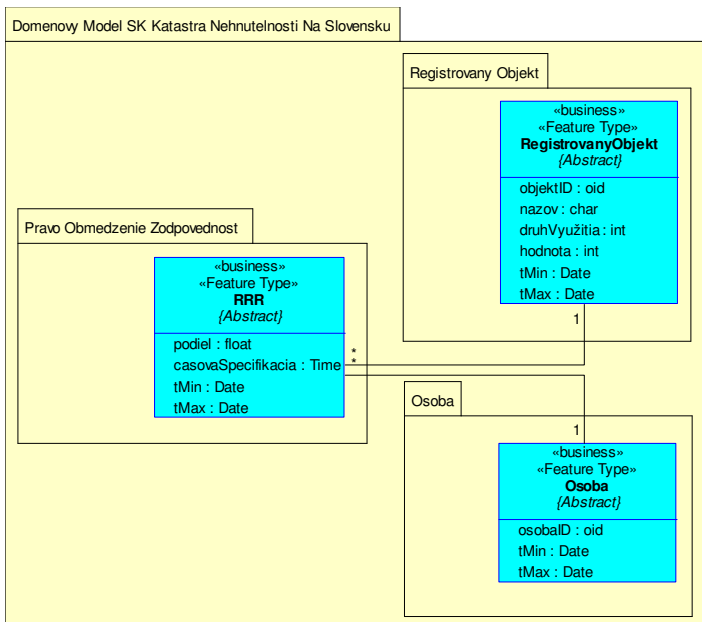 Domenovy Model SK Katastra Nehnutelnosti Na Slovensku
Registrovany Objekt
«business»
«Feature Type»
RegistrovanyObjekt
{Abstract}
objektID : oid
nazov : char
druhVyužitia : int
hodnota : int
tMin : Date
tMax : Date
1
Pravo Obmedzenie Zodpovednost
«business»
«Feature Type»
RRR
{Abstract}
podiel : float
casovaSpecifikacia : Time
tMin : Date
tMax : Date
*
*
Osoba
1
«business»
«Feature Type»
Osoba
{Abstract}
osobaID : oid
tMin : Date
tMax : Date